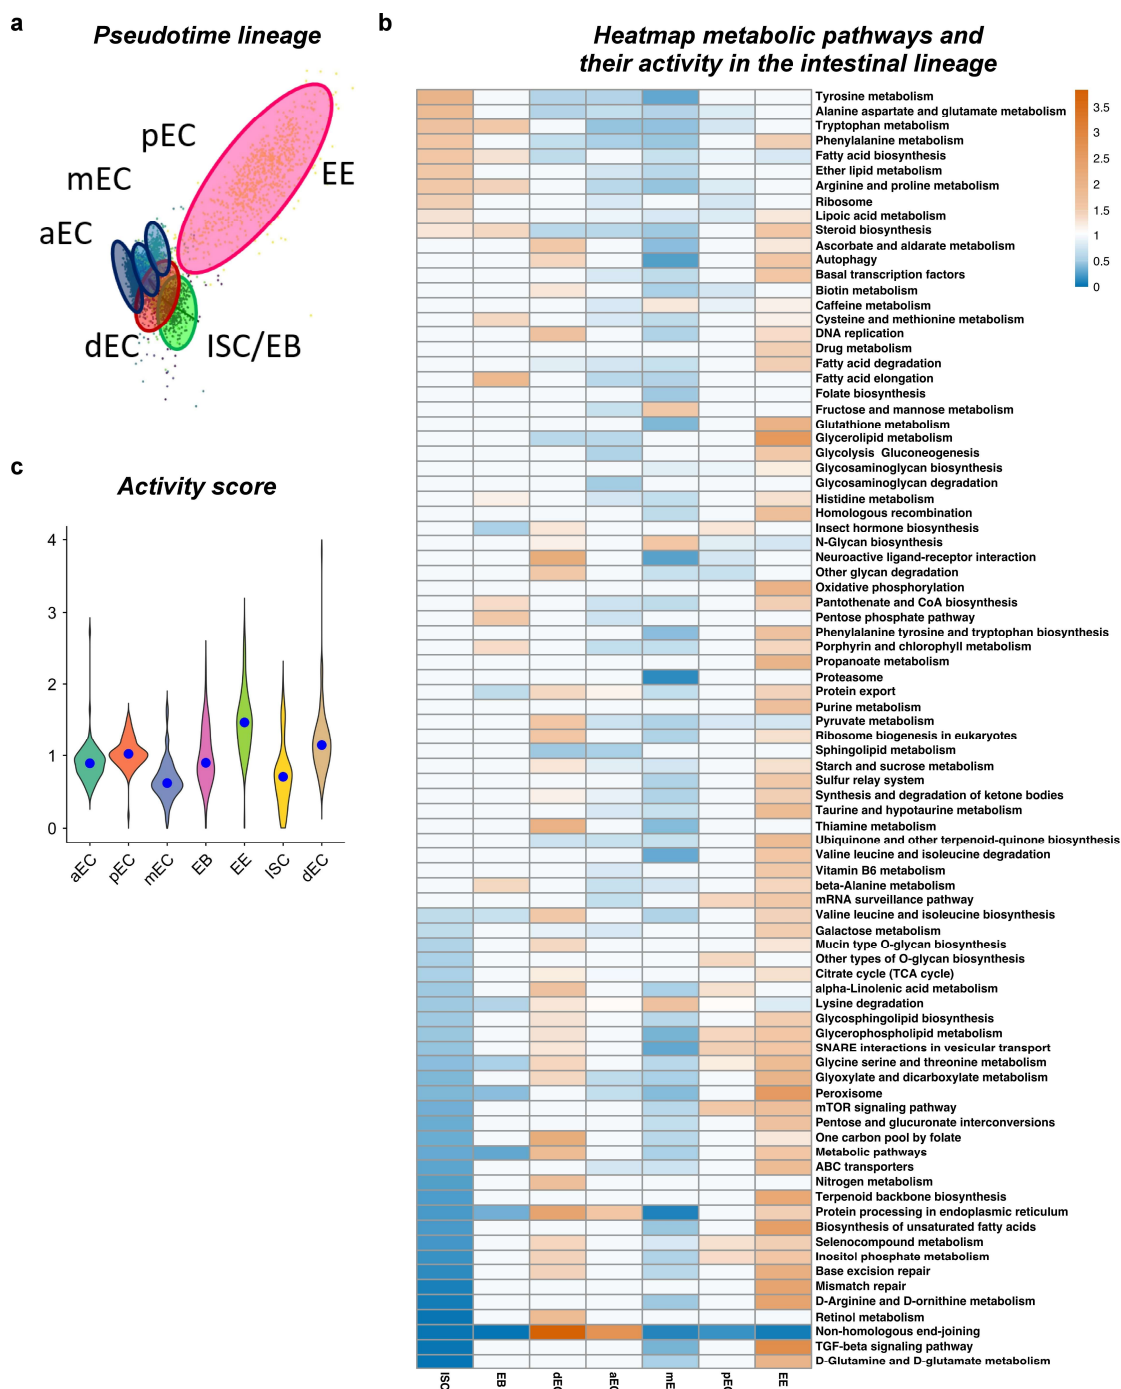 a
Pseudotime lineage
pEC
mEC
EE
aEC
dEC
ISC/EB
b
Heatmap metabolic pathways and
their activity in the intestinal lineage
3.5
3
2.5
2
1.5
1
0.5
0
Tyrosine metabolism
Alanine aspartate and glutamate metabolism
Tryptophan metabolism
Phenylalanine metabolism
Fatty acid biosynthesis
Ether lipid metabolism
Arginine and proline metabolism
Ribosome
Lipoic acid metabolism
Steroid biosynthesis
Ascorbate and aldarate metabolism
Autophagy
Basal transcription factors
Biotin metabolism
Caffeine metabolism
Cysteine and methionine metabolism
DNA replication
Drug metabolism
Fatty acid degradation
Fatty acid elongation
Folate biosynthesis
Fructose and mannose metabolism
Glutathione metabolism
Glycerolipid metabolism
Glycolysis Gluconeogenesis
Glycosaminoglycan biosynthesis
Glycosaminoglycan degradation
Histidine metabolism
Homologous recombination
Insect hormone biosynthesis
N-Glycan biosynthesis
Neuroactive ligand-receptor interaction
Other glycan degradation
Oxidative phosphorylation
Pantothenate and CoA biosynthesis
Pentose phosphate pathway
Phenylalanine tyrosine and tryptophan biosynthesis
Porphyrin and chlorophyll metabolism
Propanoate metabolism
Proteasome
Protein export
Purine metabolism
Pyruvate metabolism
Ribosome biogenesis in eukaryotes
Sphingolipid metabolism
Starch and sucrose metabolism
Sulfur relay system
Synthesis and degradation of ketone bodies
Taurine and hypotaurine metabolism
Thiamine metabolism
Ubiquinone and other terpenoid-quinone biosynthesis
Valine leucine and isoleucine degradation
Vitamin B6 metabolism
beta-Alanine metabolism
mRNA surveillance pathway
Valine leucine and isoleucine biosynthesis
Galactose metabolism
Mucin type O-glycan biosynthesis
Other types of O-glycan biosynthesis
Citrate cycle (TCA cycle)
alpha-Linolenic acid metabolism
Lysine degradation
Glycosphingolipid biosynthesis
Glycerophospholipid metabolism
SNARE interactions in vesicular transport
Glycine serine and threonine metabolism
Glyoxylate and dicarboxylate metabolism
Peroxisome
mTOR signaling pathway
Pentose and glucuronate interconversions
One carbon pool by folate
Metabolic pathways
ABC transporters
Nitrogen metabolism
Terpenoid backbone biosynthesis
Protein processing in endoplasmic reticulum
Biosynthesis of unsaturated fatty acids
Selenocompound metabolism
Inositol phosphate metabolism
Base excision repair
Mismatch repair
D-Arginine and D-ornithine metabolism
Retinol metabolism
Non-homologous end-joining
TGF-beta signaling pathway
D-Glutamine and D-glutamate metabolism
ISC
EB
EE
c
Activity score
4
3
2
1
0
aEC
pEC
mEC
EB
EE
ISC
dEC